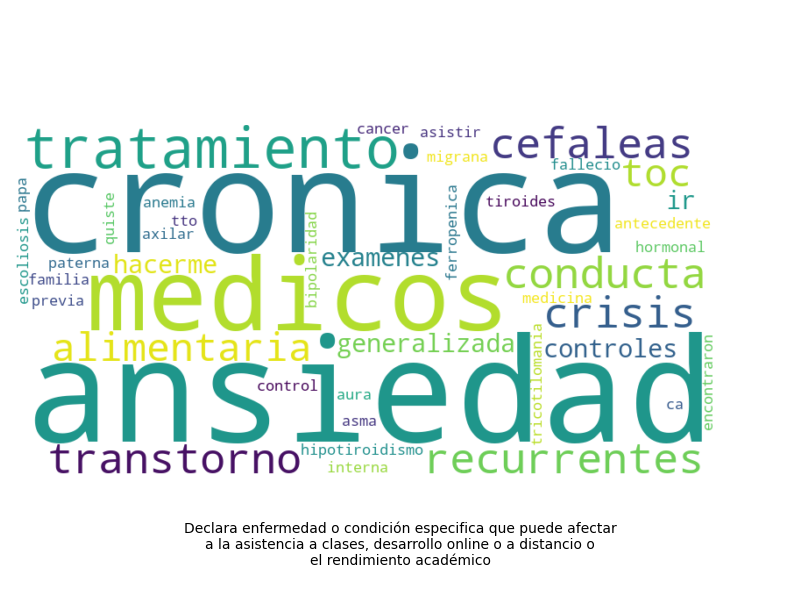 cancer asistir
tratamiento cefaleas
migrana fallecio
cronica toc
papa quiste anemia tiroides ir
tto antecedente
axilar ferropenica
escoliosis bipolaridad hormonal
paterna hacerme examenes
familia medicos conducta
previa medicina
crisis
alimentaria generalizada controles
tricotilomania encontraron
ansiedad
control aura ca
asma
transtorno hipotiroidismo recurrentes
interna
Declara enfermedad o condición especifica que puede afectar
a la asistencia a clases, desarrollo online o a distancio o
el rendimiento académico